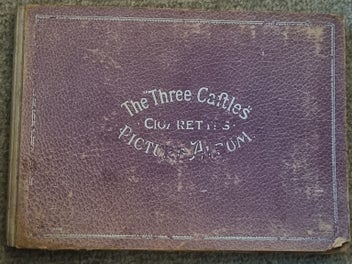 The "Three Castles"
CIGARETTES
PICTURE ALBUM